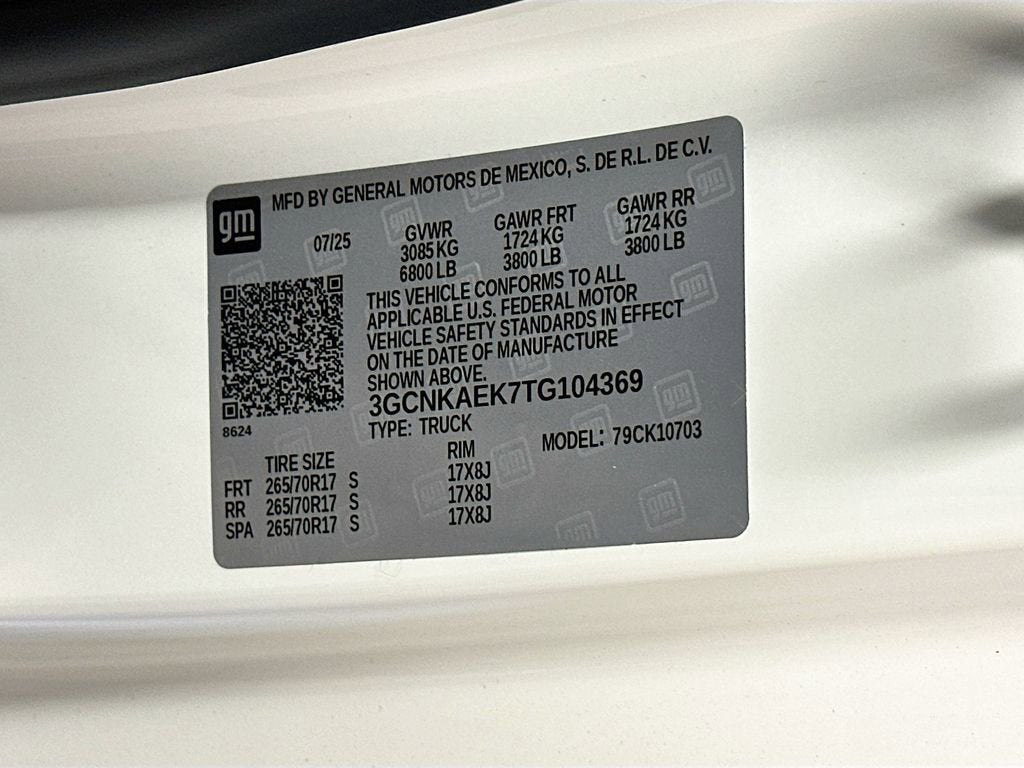 gm
MFD BY GENERAL MOTORS DE MEXICO, S. DE R.L. DE C.V.
07/25
GVWR
3085 KG
6800 LB
GAWR FRT
1724 KG
3800 LB
GAWR RR
1724 KG
3800 LB
THIS VEHICLE CONFORMS TO ALL
APPLICABLE U.S. FEDERAL MOTOR
VEHICLE SAFETY STANDARDS IN EFFECT
ON THE DATE OF MANUFACTURE
SHOWN ABOVE.
3GCNKAEK7TG104369
TYPE: TRUCK
MODEL: 79CK10703
8624
TIRE SIZE RIM
FRT 265/70R17 S 17X8J
RR 265/70R17 S 17X8J
SPA 265/70R17 S 17X8J